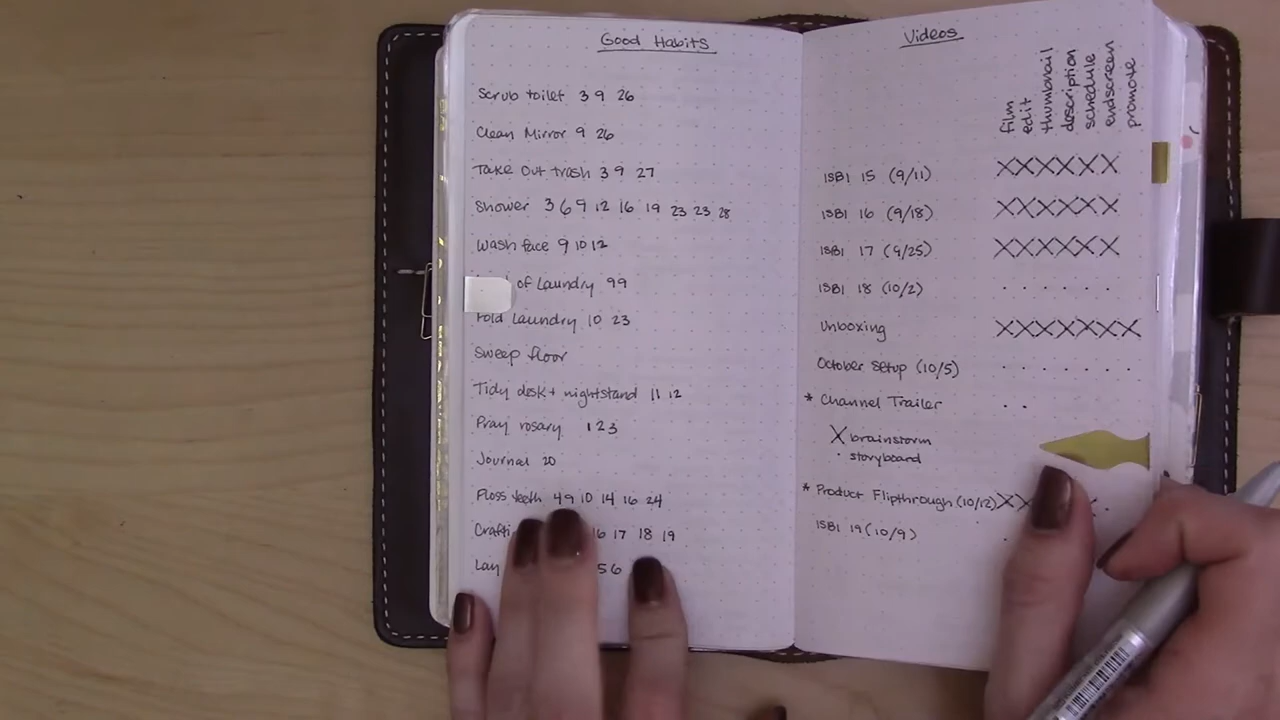 Good Habits
Scrub toilet 3 9 26
Clean Mirror 9 26
Take Out trash 3 9 27
Shower 3 6 9 12 16 19 23 23 28
Wash face 9 10 12
of Laundry 9 9
Fold Laundry 10 23
Sweep floor
Tidy desk + nightstand 11 12
Pray rosary 1 2 3
Journal 20
Floss teeth 4 9 10 14 16 24
16 17 18 19
Lay 5 6
Videos
film
edit
thumbnail
description
schedule
endscreen
promote
ISBI 15 (9/11) X X X X X X
ISBI 16 (9/18) X X X X X X
ISBI 17 (9/25) X X X X X X
ISBI 18 (10/2) . . . . . .
Unboxing X X X X X X X
October Setup (10/5) . . . . . . .
* Channel Trailer . .
X brainstorm
· storyboard
* Product Flipthrough (10/12) X X
ISBI 19 (10/9)